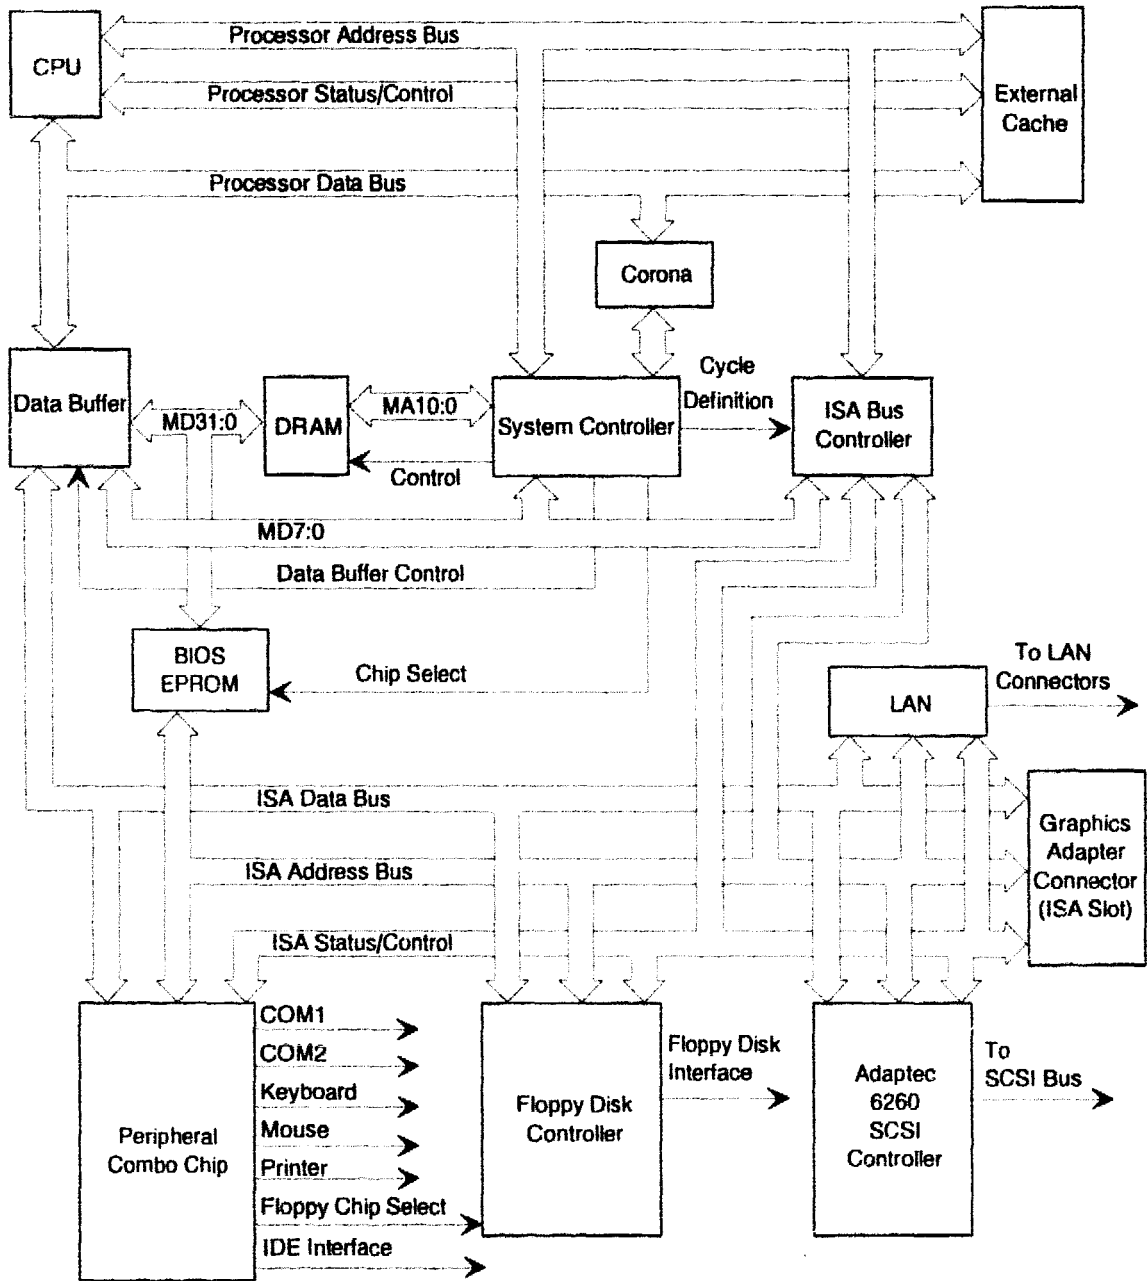 Processor Address Bus
CPU
Processor Status/Control
External
Cache
Processor Data Bus
Corona
Data Buffer
MD31:0
DRAM
MA10:0
Control
System Controller
Cycle
Definition
ISA Bus
Controller
MD7:0
Data Buffer Control
BIOS
EPROM
Chip Select
To LAN
Connectors
LAN
ISA Data Bus
Graphics
Adapter
Connector
(ISA Slot)
ISA Address Bus
ISA Status/Control
Peripheral
Combo Chip
COM1
COM2
Keyboard
Mouse
Printer
Floppy Chip Select
IDE Interface
Floppy Disk
Controller
Floppy Disk
Interface
Adaptec
6260
SCSI
Controller
To
SCSI Bus